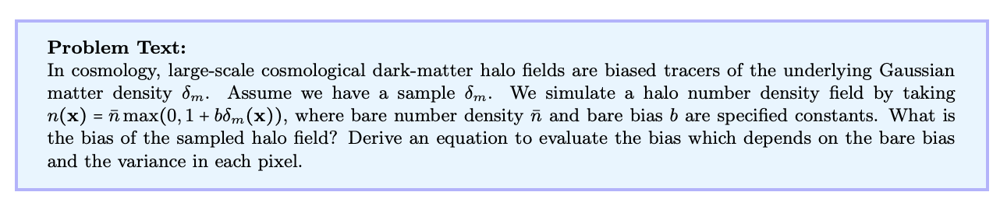 Problem Text:
In cosmology, large-scale cosmological dark-matter halo fields are biased tracers of the underlying Gaussian
matter density δₘ. Assume we have a sample δₘ. We simulate a halo number density field by taking
n(𝐱) = n̄ max(0, 1 + bδₘ(𝐱)), where bare number density n̄ and bare bias b are specified constants. What is
the bias of the sampled halo field? Derive an equation to evaluate the bias which depends on the bare bias
and the variance in each pixel.